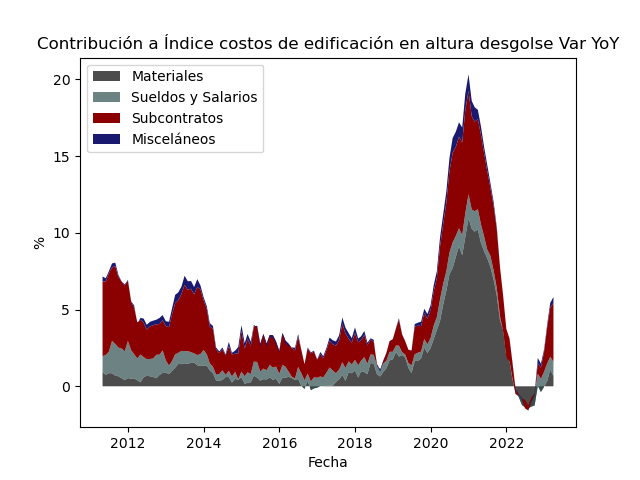 Contribución a Índice costos de edificación en altura desgolse Var YoY
Materiales
Sueldos y Salarios
Subcontratos
Misceláneos
20
15
10
5
0
%
2012 2014 2016 2018 2020 2022
Fecha